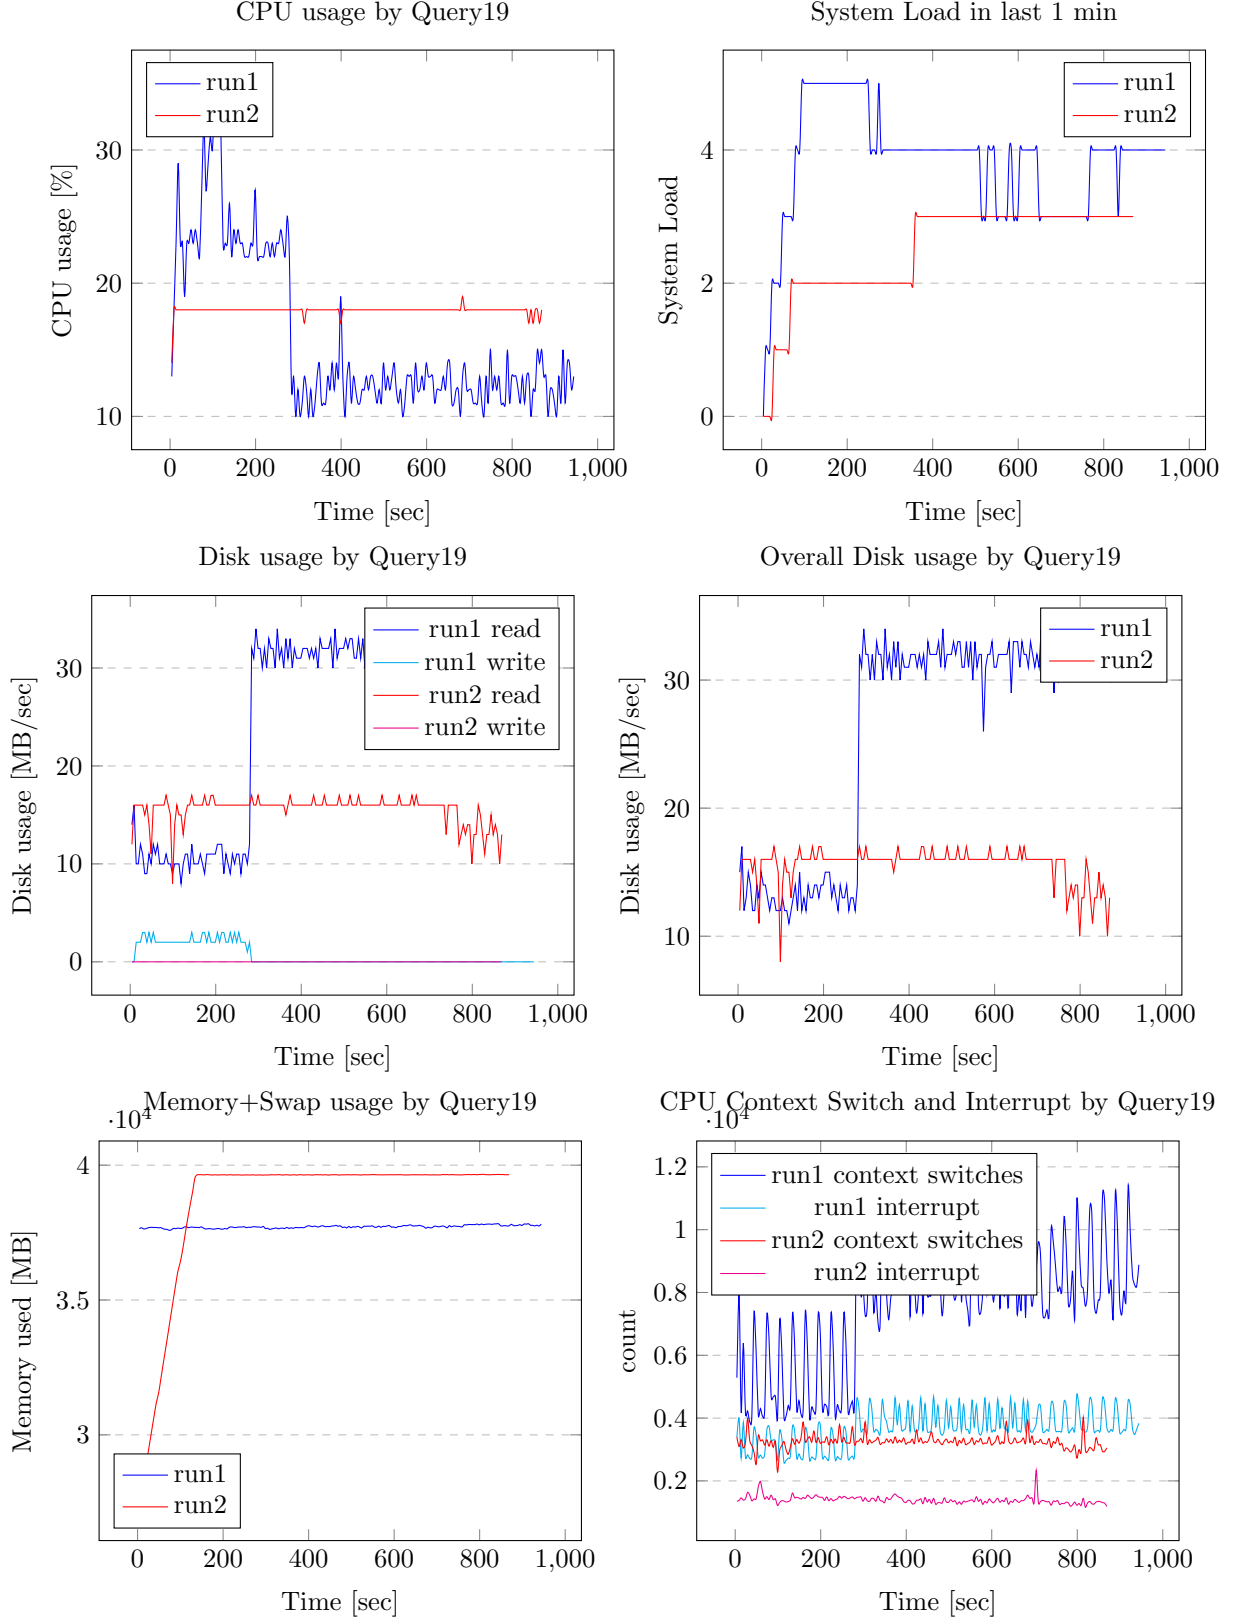 CPU usage by Query19
run1
run2
30
20
10
CPU usage [%]
0
200
400
600
800
1,000
Time [sec]
System Load in last 1 min
run1
run2
4
2
0
System Load
0
200
400
600
800
1,000
Time [sec]
Disk usage by Query19
run1 read
run1 write
run2 read
run2 write
30
20
10
0
Disk usage [MB/sec]
0
200
400
600
800
1,000
Time [sec]
Overall Disk usage by Query19
run1
run2
30
20
10
Disk usage [MB/sec]
0
200
400
600
800
1,000
Time [sec]
Memory+Swap usage by Query19
·10⁴
4
3.5
3
Memory used [MB]
run1
run2
0
200
400
600
800
1,000
Time [sec]
CPU Context Switch and Interrupt by Query19
·10⁴
run1 context switches
run1 interrupt
run2 context switches
run2 interrupt
1.2
1
0.8
0.6
0.4
0.2
count
0
200
400
600
800
1,000
Time [sec]